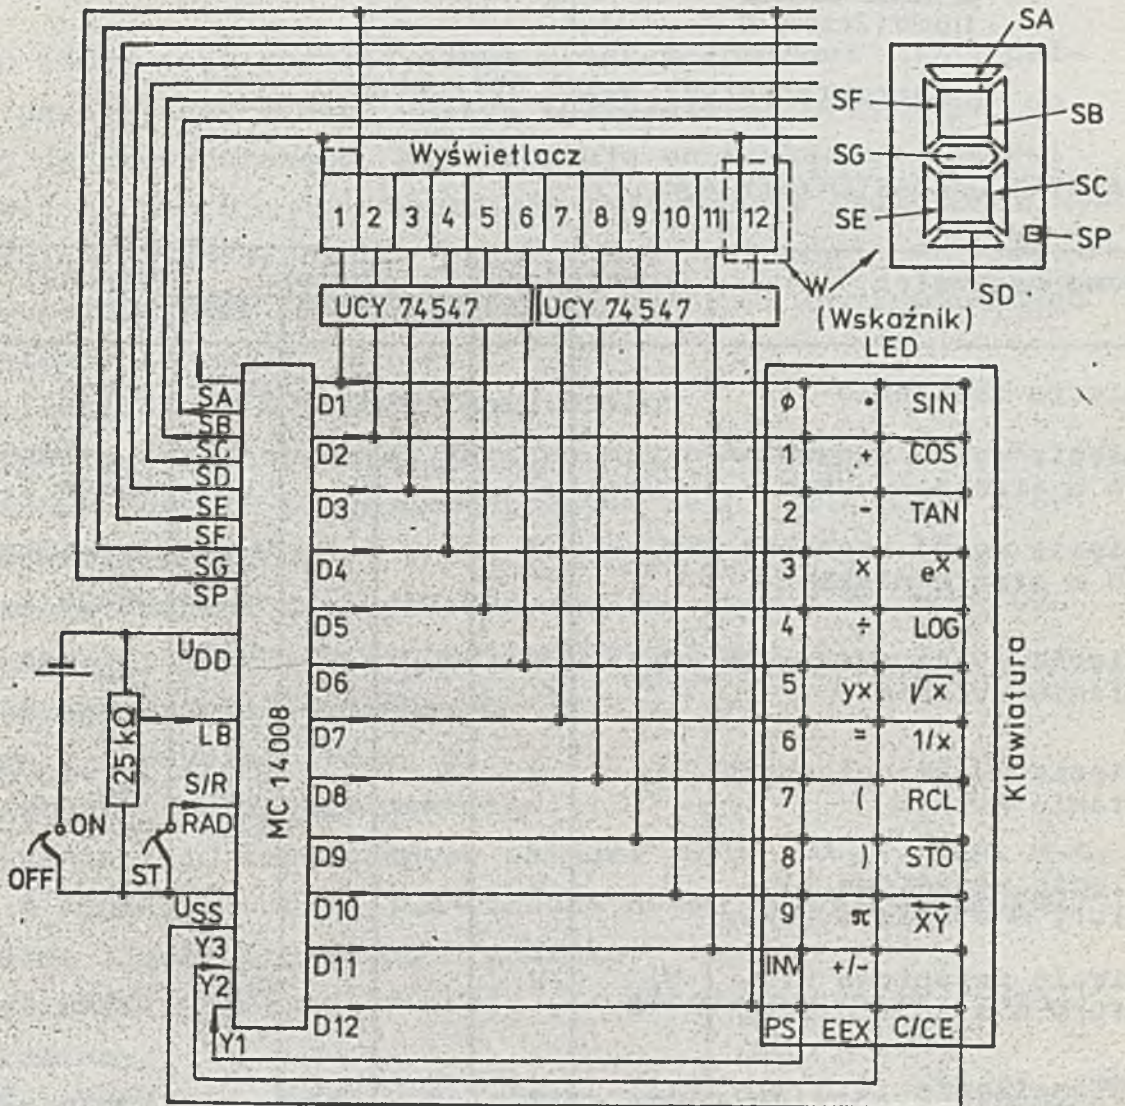 SA
SF
SB
Wyświetlacz
SG
SC
1 2 3 4 5 6 7 8 9 10 11 12
SE
SP
W
SD
UCY 74547 UCY 74547
(Wskaźnik)
LED
SA
SB
SC
SD
SE
SF
SG
SP
UDD
LB
25 kΩ
S/R
ON
RAD
OFF
ST
USS
Y3
Y2
Y1
MC 14008
D1
D2
D3
D4
D5
D6
D7
D8
D9
D10
D11
D12
ϕ • SIN
1 + COS
2 - TAN
3 x e^x
4 ÷ LOG
5 yx √x
6 = 1/x
7 ( RCL
8 ) STO
9 π XY
INV +/-
PS EEX C/CE
Klawiatura